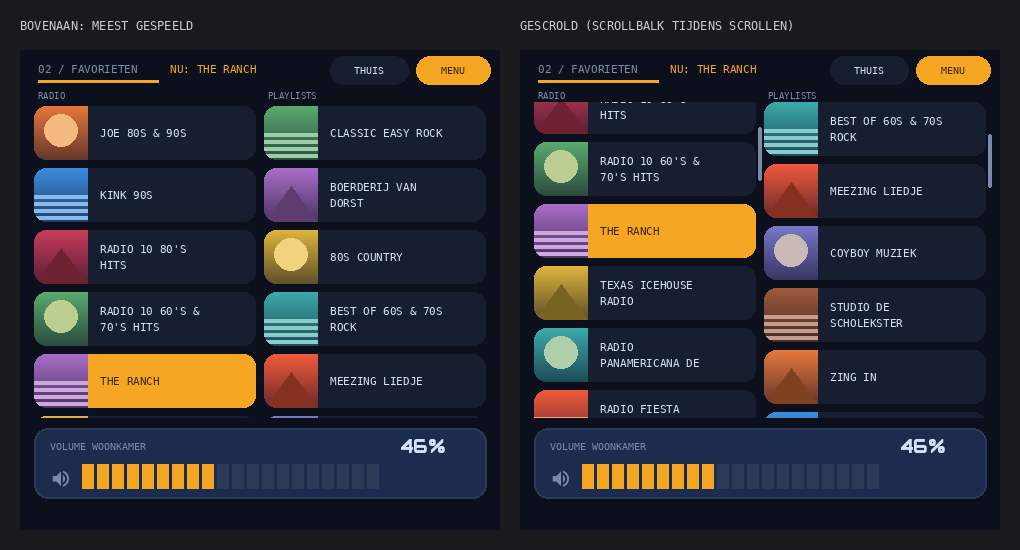 BOVENAAN: MEEST GESPEELD
02 / FAVORIETEN
NU: THE RANCH
THUIS
MENU
RADIO
PLAYLISTS
JOE 80S & 90S
CLASSIC EASY ROCK
KINK 90S
BOERDERIJ VAN
DORST
RADIO 10 80'S
HITS
80S COUNTRY
RADIO 10 60'S &
70'S HITS
BEST OF 60S & 70S
ROCK
THE RANCH
MEEZING LIEDJE
VOLUME WOONKAMER
46%
GESCROLD (SCROLLBALK TIJDENS SCROLLEN)
02 / FAVORIETEN
NU: THE RANCH
THUIS
MENU
RADIO
PLAYLISTS
HITS
BEST OF 60S & 70S
ROCK
RADIO 10 60'S &
70'S HITS
MEEZING LIEDJE
THE RANCH
COYBOY MUZIEK
TEXAS ICEHOUSE
RADIO
STUDIO DE
SCHOLEKSTER
RADIO
PANAMERICANA DE
ZING IN
RADIO FIESTA
VOLUME WOONKAMER
46%